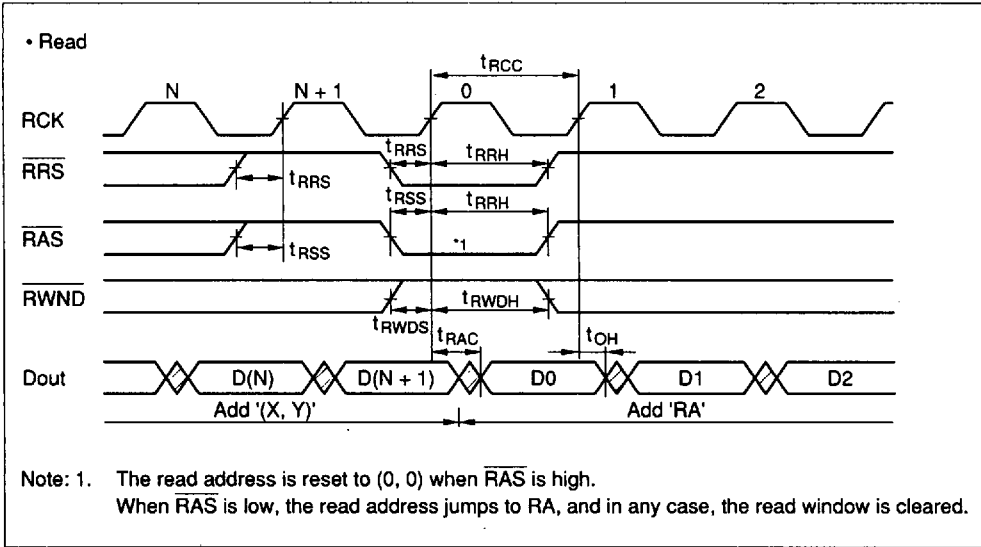 • Read
tRCC
N N + 1 0 1 2
RCK
tRRS tRRH
RRS
tRRS
tRSS tRRH
RAS
*1
tRSS
RWND
tRWDH
tRWDS
tRAC tOH
Dout D(N) D(N + 1) D0 D1 D2
Add '(X, Y)' Add 'RA'
Note: 1. The read address is reset to (0, 0) when RAS is high.
When RAS is low, the read address jumps to RA, and in any case, the read window is cleared.